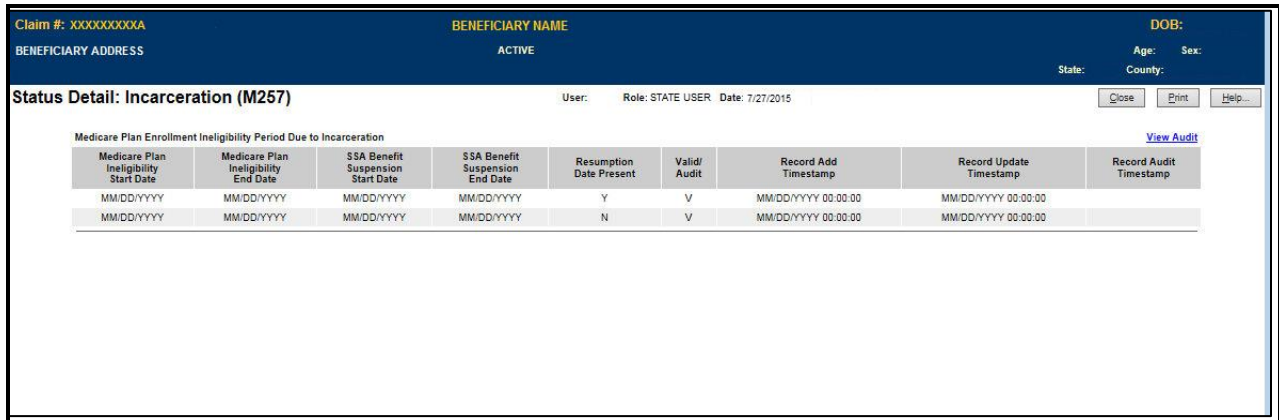 Claim #: XXXXXXXXXA BENEFICIARY NAME DOB:
BENEFICIARY ADDRESS ACTIVE Age: Sex:
State: County:
Status Detail: Incarceration (M257) User: Role: STATE USER Date: 7/27/2015 Close Print Help...
Medicare Plan Enrollment Ineligibility Period Due to Incarceration View Audit
Medicare Plan Ineligibility Start Date Medicare Plan Ineligibility End Date SSA Benefit Suspension Start Date SSA Benefit Suspension End Date Resumption Date Present Valid/ Audit Record Add Timestamp Record Update Timestamp Record Audit Timestamp
MM/DD/YYYY MM/DD/YYYY MM/DD/YYYY MM/DD/YYYY Y V MM/DD/YYYY 00:00:00 MM/DD/YYYY 00:00:00
MM/DD/YYYY MM/DD/YYYY MM/DD/YYYY MM/DD/YYYY N V MM/DD/YYYY 00:00:00 MM/DD/YYYY 00:00:00